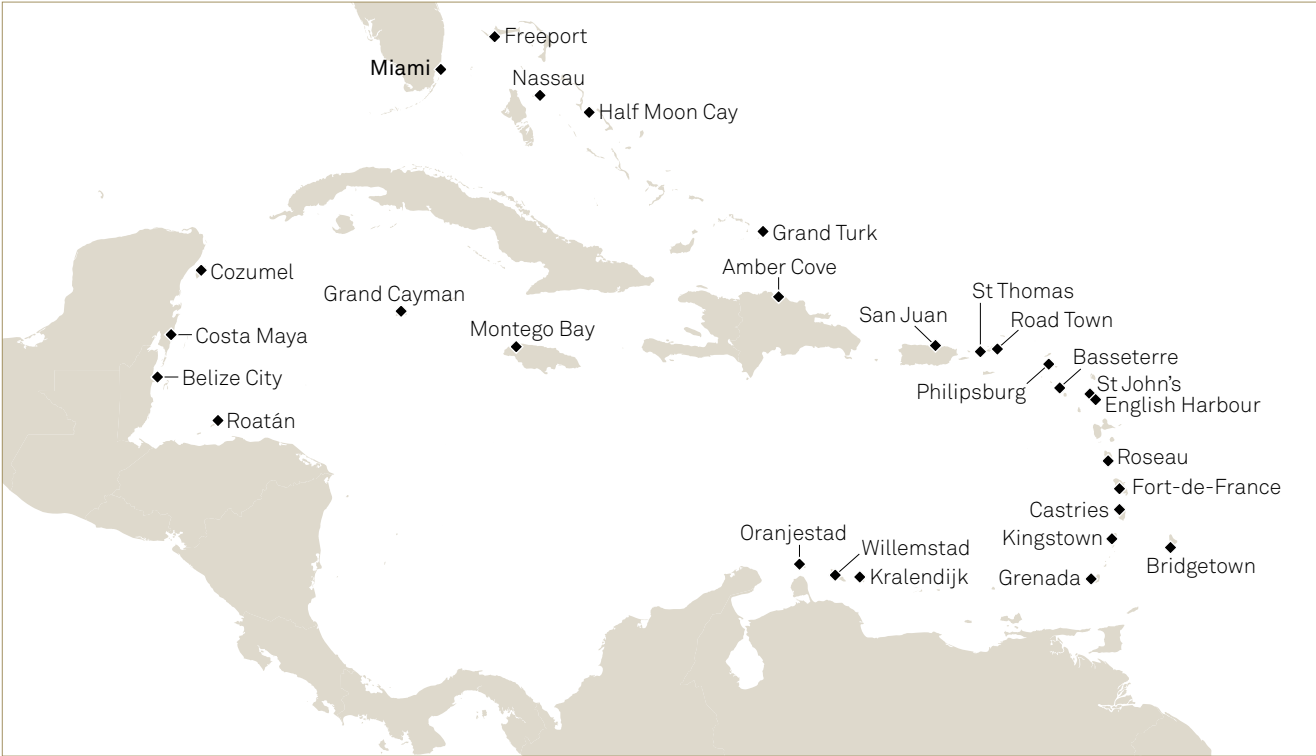 Freeport
Miami
Nassau
Half Moon Cay
Grand Turk
Amber Cove
Cozumel
Grand Cayman
St Thomas
San Juan
Road Town
Montego Bay
Costa Maya
Basseterre
Belize City
St John’s
Philipsburg
English Harbour
Roatán
Roseau
Fort-de-France
Castries
Oranjestad
Kingstown
Willemstad
Bridgetown
Kralendijk
Grenada